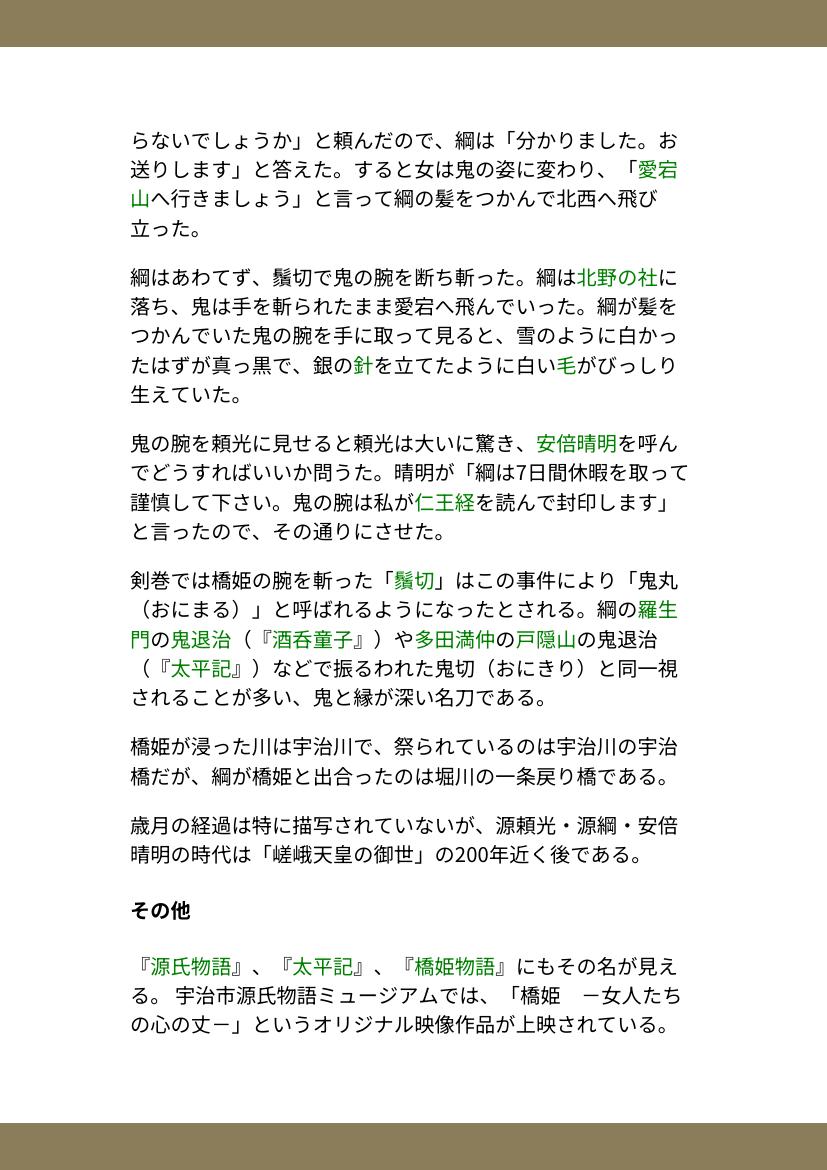 らないでしょうか」と頼んだので、綱は「分かりました。お
送りします」と答えた。すると女は鬼の姿に変わり、「愛宕
山へ行きましょう」と言って綱の髪をつかんで北西へ飛び
立った。
綱はあわてず、鬚切で鬼の腕を断ち斬った。綱は北野の社に
落ち、鬼は手を斬られたまま愛宕へ飛んでいった。綱が髪を
つかんでいた鬼の腕を手に取って見ると、雪のように白かっ
たはずが真っ黒で、銀の針を立てたように白い毛がびっしり
生えていた。
鬼の腕を頼光に見せると頼光は大いに驚き、安倍晴明を呼ん
でどうすればいいか問うた。晴明が「綱は7日間休暇を取って
謹慎して下さい。鬼の腕は私が仁王経を読んで封印します」
と言ったので、その通りにさせた。
剣巻では橋姫の腕を斬った「鬚切」はこの事件により「鬼丸
（おにまる）」と呼ばれるようになったとされる。綱の羅生
門の鬼退治（『酒呑童子』）や多田満仲の戸隠山の鬼退治
（『太平記』）などで振るわれた鬼切（おにきり）と同一視
されることが多い、鬼と縁が深い名刀である。
橋姫が浸った川は宇治川で、祭られているのは宇治川の宇治
橋だが、綱が橋姫と出合ったのは堀川の一条戻り橋である。
歳月の経過は特に描写されていないが、源頼光・源綱・安倍
晴明の時代は「嵯峨天皇の御世」の200年近く後である。
その他
『源氏物語』、『太平記』、『橋姫物語』にもその名が見え
る。 宇治市源氏物語ミュージアムでは、「橋姫　－女人たち
の心の丈－」というオリジナル映像作品が上映されている。